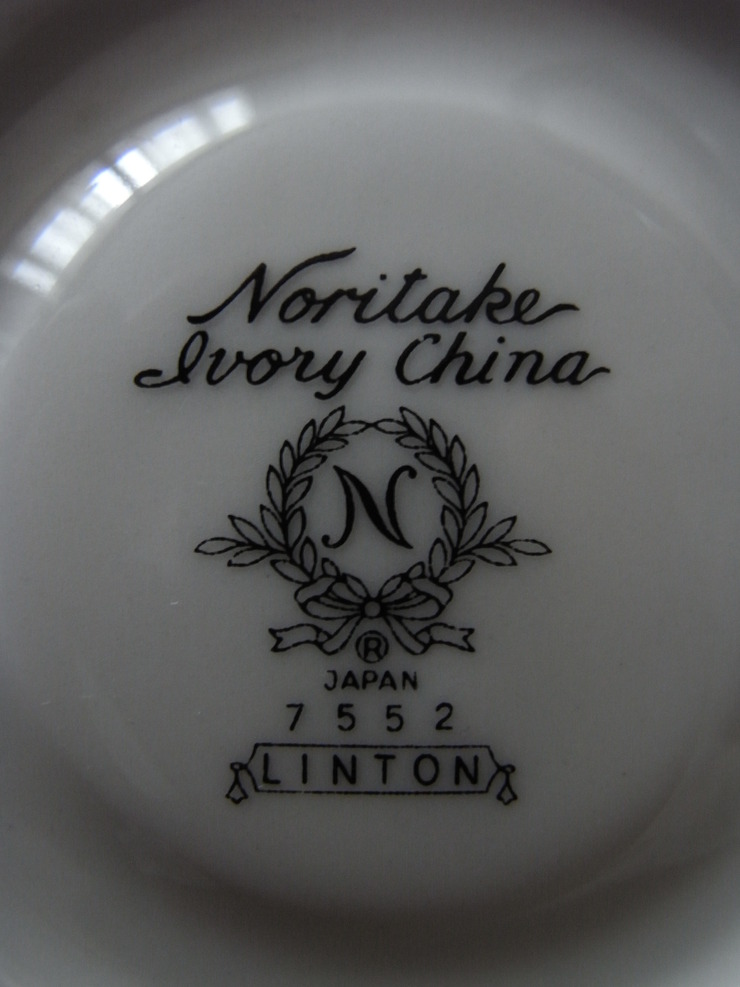 Noritake
Ivory China
N
®
JAPAN
7552
LINTON